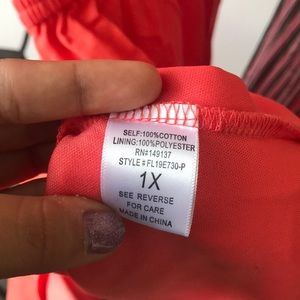 SELF:100%COTTON
LINING:100%POLYESTER
RN#149137
STYLE # FL19E730-P
1X
SEE REVERSE
FOR CARE
MADE IN CHINA